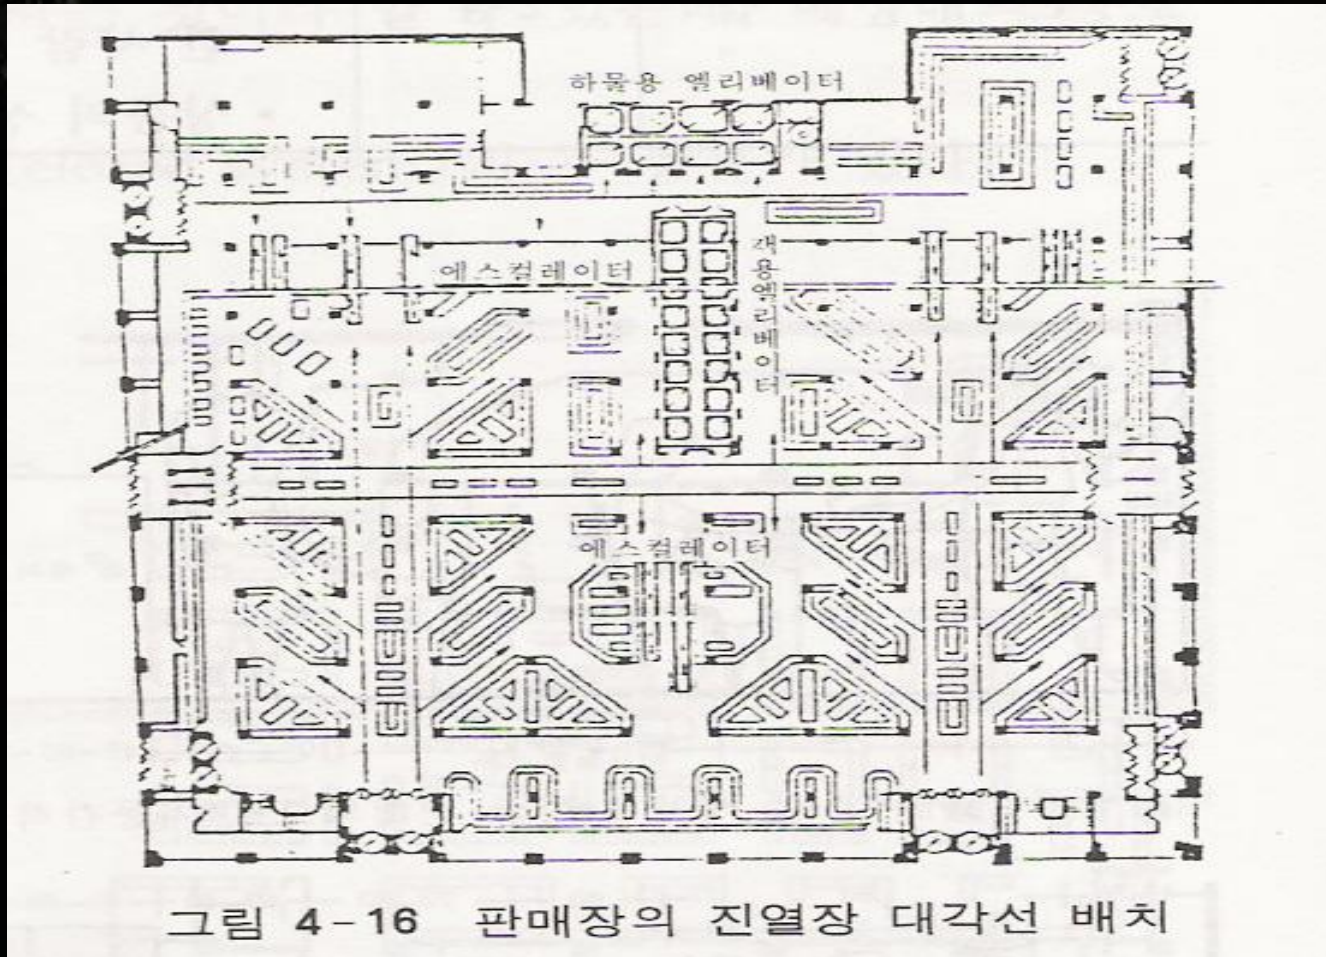 하물용 엘리베이터
에스컬레이터
객용엘리베이터
에스컬레이터
그림 4-16 판매장의 진열장 대각선 배치